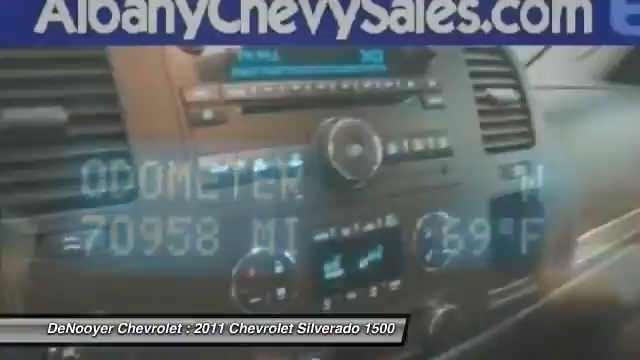 AlbanyChevySales.com
ODOMETER N
70958 MI 69°F
DeNooyer Chevrolet : 2011 Chevrolet Silverado 1500